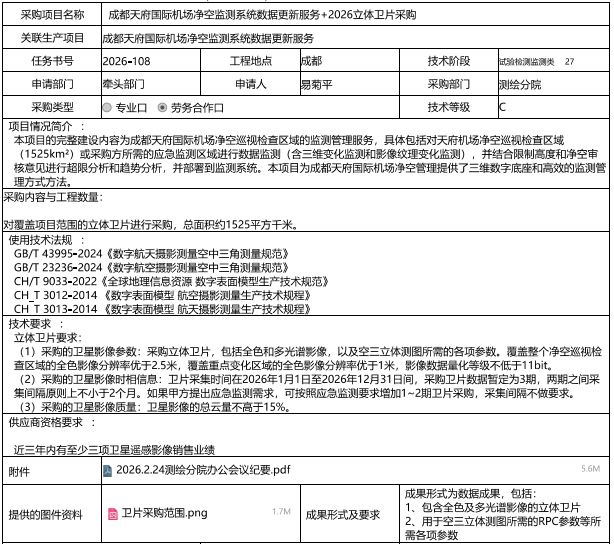 采购项目名称 成都天府国际机场净空监测系统数据更新服务+2026立体卫片采购
关联生产项目 成都天府国际机场净空监测系统数据更新服务
任务书号 2026-108 工程地点 成都 技术阶段 试验检测监测类 27
申请部门 牵头部门 申请人 易菊平 采购部门 测绘分院
采购类型 专业口 劳务合作口 技术等级 C
项目情况简介 ：
本项目的完整建设内容为成都天府国际机场净空巡视检查区域的监测管理服务，具体包括对天府机场净空巡视检查区域
（1525km²）或采购方所需的应急监测区域进行数据监测（含三维变化监测和影像纹理变化监测），并结合限制高度和净空审
核意见进行超限分析和趋势分析，并部署到监测系统。本项目为成都天府机场净空管理提供了三维数字底座和高效的监测管
理方式方法。
采购内容与工程数量：
对覆盖项目范围的立体卫片进行采购，总面积约1525平方千米。
使用技术法规 ：
GB/T 43995-2024《数字航天摄影测量空中三角测量规范》
GB/T 23236-2024《数字航空摄影测量空中三角测量规范》
CH/T 9033-2022《全球地理信息资源 数字表面模型生产技术规范》
CH_T 3012-2014 《数字表面模型 航空摄影测量生产技术规程》
CH_T 3013-2014 《数字表面模型 航天摄影测量生产技术规程》
技术要求 ：
立体卫片要求：
（1）采购的卫星影像参数：采购立体卫片，包括全色和多光谱影像，以及空三立体测图所需的各项参数。覆盖整个净空巡视检
查区域的全色影像分辨率优于2.5米，覆盖重点变化区域的全色影像分辨率优于1米，影像数据量化等级不低于11bit。
（2）采购的卫星影像时相信息：卫片采集时间在2026年1月1日至2026年12月31日间，采购卫片数据暂定为3期，两期之间采
集间隔原则上不小于2个月。如果甲方提出应急监测需求，可按照应急监测要求增加1~2期卫片采购，采集间隔不做要求。
（3）采购的卫星影像质量：卫星影像的总云量不高于15%。
供应商资格要求 ：
近三年内有至少三项卫星遥感影像销售业绩
附件 2026.2.24测绘分院办公会议纪要.pdf 5.6M
提供的图件资料 卫片采购范围.png 1.7M 成果形式及要求 成果形式为数据成果，包括：
1、包含全色及多光谱影像的立体卫片
2、用于空三立体测图所需的RPC参数等所
需各项参数